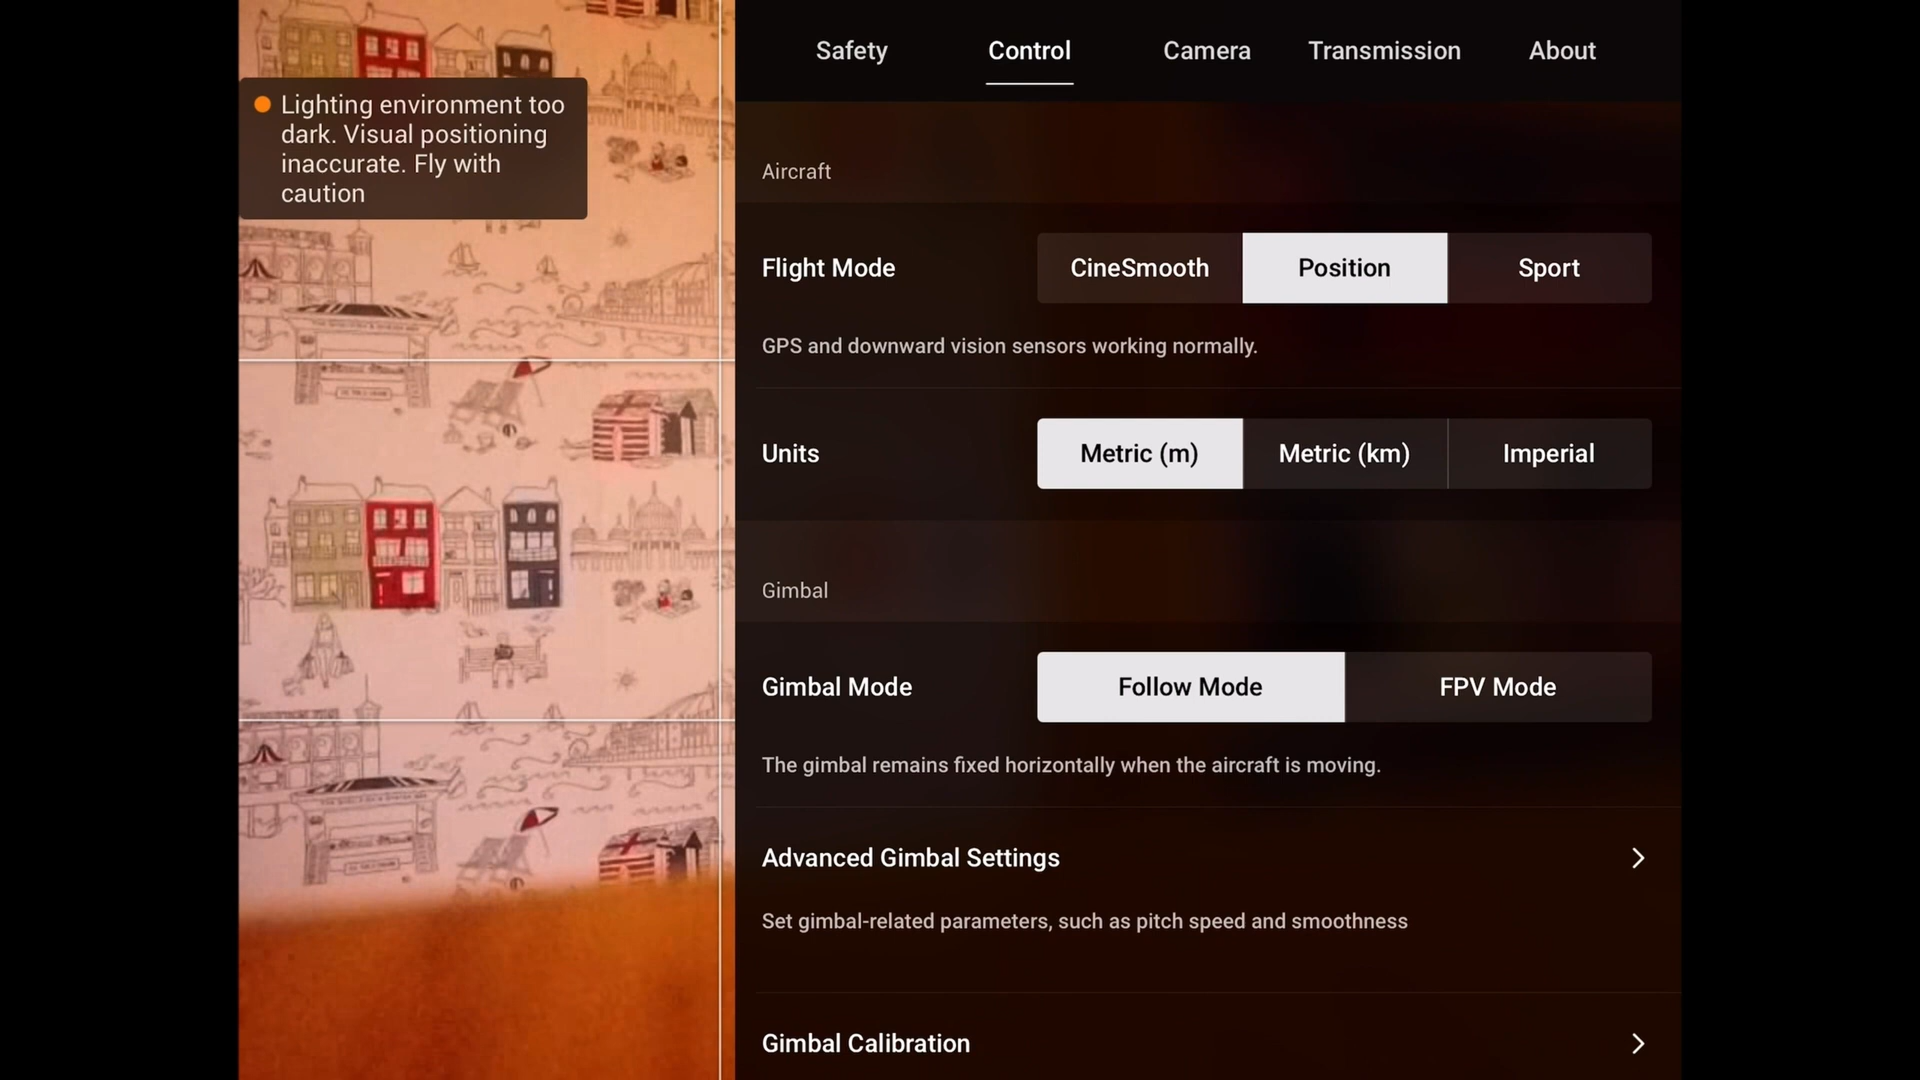 Safety Control Camera Transmission About
Lighting environment too
dark. Visual positioning
inaccurate. Fly with
caution
Aircraft
Flight Mode CineSmooth Position Sport
GPS and downward vision sensors working normally.
Units Metric (m) Metric (km) Imperial
Gimbal
Gimbal Mode Follow Mode FPV Mode
The gimbal remains fixed horizontally when the aircraft is moving.
Advanced Gimbal Settings
Set gimbal-related parameters, such as pitch speed and smoothness
Gimbal Calibration